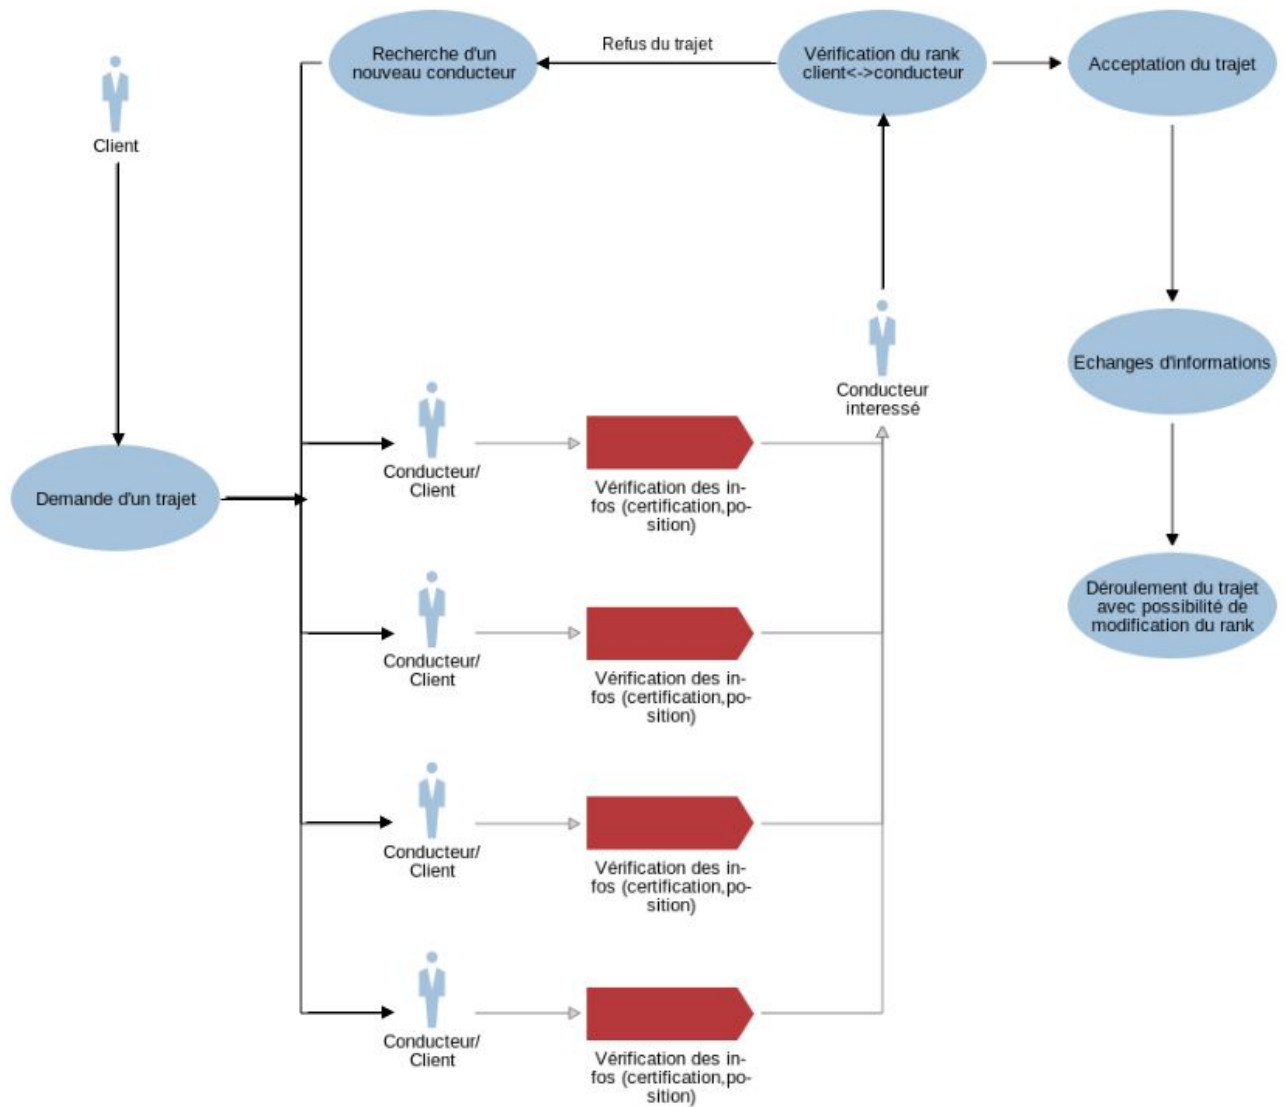 Recherche d'un
nouveau conducteur
Refus du trajet
Vérification du rank
client<->conducteur
Acceptation du trajet
Client
Conducteur
interessé
Echanges d'informations
Conducteur/
Client
Vérification des in-
fos (certification,po-
sition)
Demande d'un trajet
Conducteur/
Client
Vérification des in-
fos (certification,po-
sition)
Déroulement du trajet
avec possibilité de
modification du rank
Conducteur/
Client
Vérification des in-
fos (certification,po-
sition)
Conducteur/
Client
Vérification des in-
fos (certification,po-
sition)